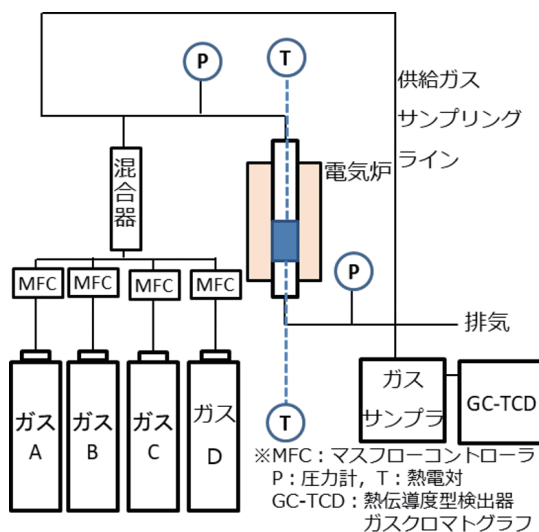 P
T
供給ガス
サンプリング
ライン
電気炉
混合器
MFC
MFC
MFC
MFC
P
排気
ガス
A
ガス
B
ガス
C
ガス
D
T
ガス
サンプラ
GC-TCD
※MFC：マスフローコントローラ
P：圧力計，T：熱電対
GC-TCD：熱伝導度型検出器
ガスクロマトグラフ